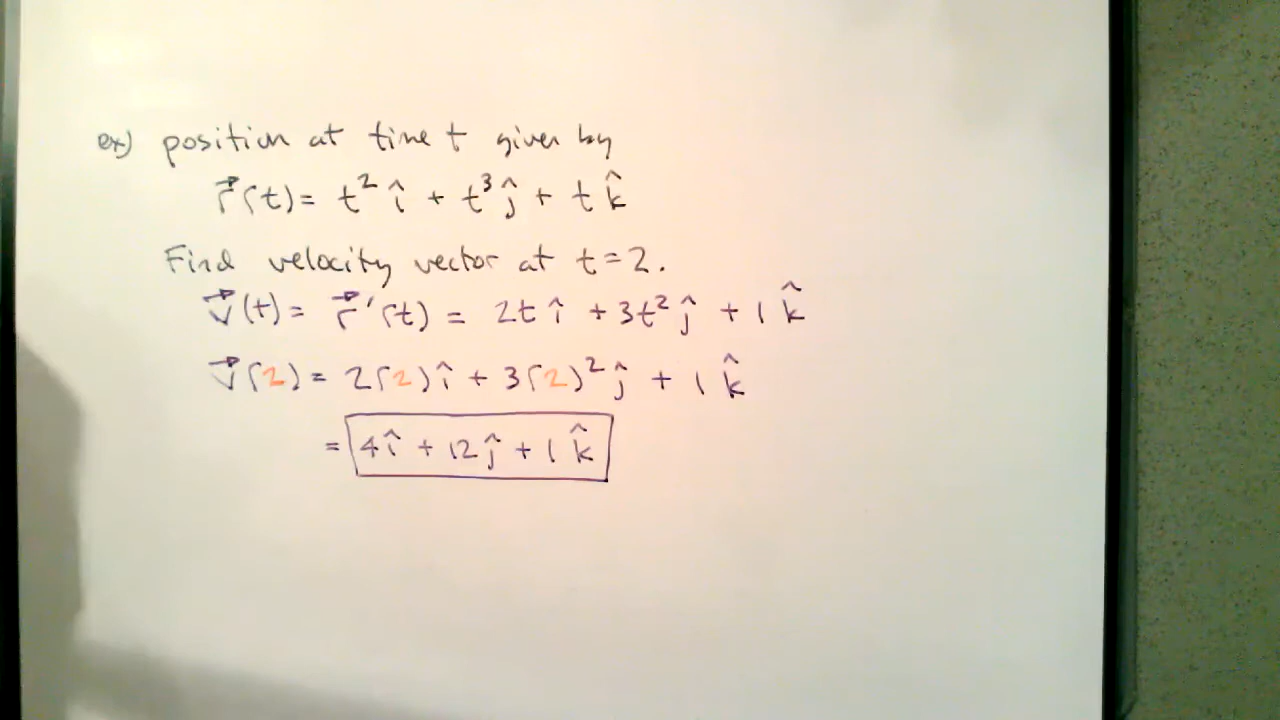 ex) position at time t given by
r⃗(t) = t² î + t³ ĵ + t k̂
Find velocity vector at t=2.
v⃗(t) = r⃗'(t) = 2t î + 3t² ĵ + 1 k̂
v⃗(2) = 2(2) î + 3(2)² ĵ + 1 k̂
= 4 î + 12 ĵ + 1 k̂